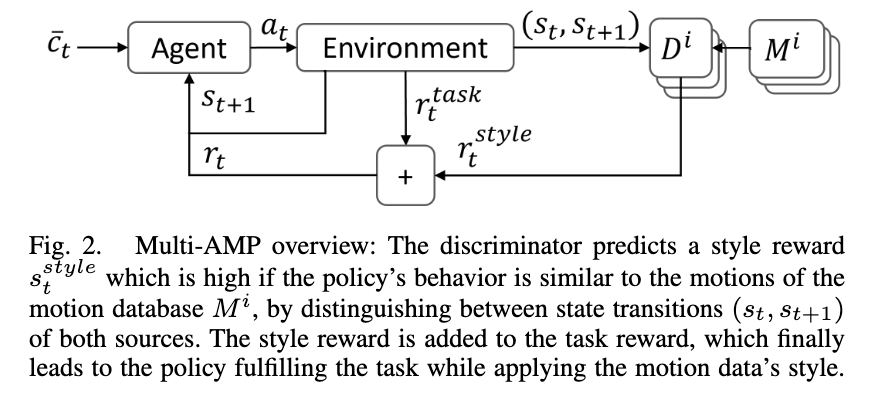 c̄ₜ Agent aₜ Environment (sₜ, sₜ₊₁) Dⁱ Mⁱ
sₜ₊₁ rₜᵗᵃˢᵏ
rₜ + rₜˢᵗʸˡᵉ
Fig. 2. Multi-AMP overview: The discriminator predicts a style reward
sₜˢᵗʸˡᵉ which is high if the policy's behavior is similar to the motions of the
motion database Mⁱ, by distinguishing between state transitions (sₜ, sₜ₊₁)
of both sources. The style reward is added to the task reward, which finally
leads to the policy fulfilling the task while applying the motion data's style.